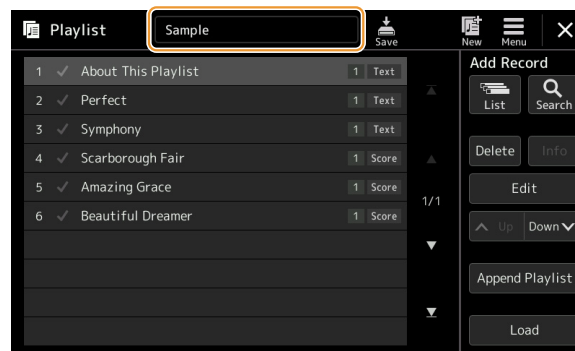 Playlist
Sample
Save
New
Menu
1 About This Playlist 1 Text
2 Perfect 1 Text
3 Symphony 1 Text
4 Scarborough Fair 1 Score
5 Amazing Grace 1 Score
6 Beautiful Dreamer 1 Score
1/1
Add Record
List
Search
Delete
Info
Edit
Up
Down
Append Playlist
Load